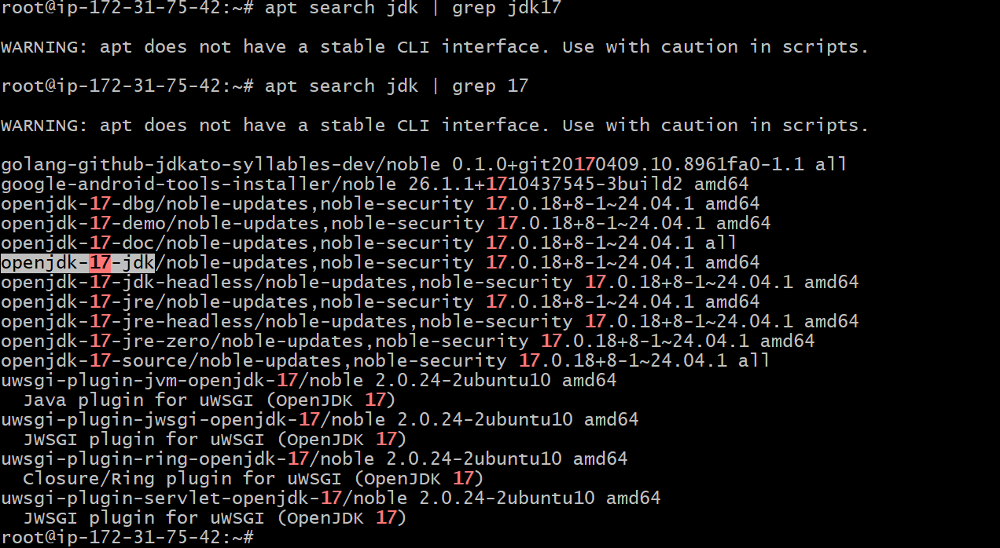 root@ip-172-31-75-42:~# apt search jdk | grep jdk17
WARNING: apt does not have a stable CLI interface. Use with caution in scripts.
root@ip-172-31-75-42:~# apt search jdk | grep 17
WARNING: apt does not have a stable CLI interface. Use with caution in scripts.
golang-github-jdkato-syllables-dev/noble 0.1.0+git20170409.10.8961fa0-1.1 all
google-android-tools-installer/noble 26.1.1+1710437545-3build2 amd64
openjdk-17-dbg/noble-updates,noble-security 17.0.18+8-1~24.04.1 amd64
openjdk-17-demo/noble-updates,noble-security 17.0.18+8-1~24.04.1 amd64
openjdk-17-doc/noble-updates,noble-security 17.0.18+8-1~24.04.1 all
openjdk-17-jdk/noble-updates,noble-security 17.0.18+8-1~24.04.1 amd64
openjdk-17-jdk-headless/noble-updates,noble-security 17.0.18+8-1~24.04.1 amd64
openjdk-17-jre/noble-updates,noble-security 17.0.18+8-1~24.04.1 amd64
openjdk-17-jre-headless/noble-updates,noble-security 17.0.18+8-1~24.04.1 amd64
openjdk-17-jre-zero/noble-updates,noble-security 17.0.18+8-1~24.04.1 amd64
openjdk-17-source/noble-updates,noble-security 17.0.18+8-1~24.04.1 all
uwsgi-plugin-jvm-openjdk-17/noble 2.0.24-2ubuntu10 amd64
  Java plugin for uWSGI (OpenJDK 17)
uwsgi-plugin-jwsgi-openjdk-17/noble 2.0.24-2ubuntu10 amd64
  JWSGI plugin for uWSGI (OpenJDK 17)
uwsgi-plugin-ring-openjdk-17/noble 2.0.24-2ubuntu10 amd64
  Closure/Ring plugin for uWSGI (OpenJDK 17)
uwsgi-plugin-servlet-openjdk-17/noble 2.0.24-2ubuntu10 amd64
  JWSGI plugin for uWSGI (OpenJDK 17)
root@ip-172-31-75-42:~#